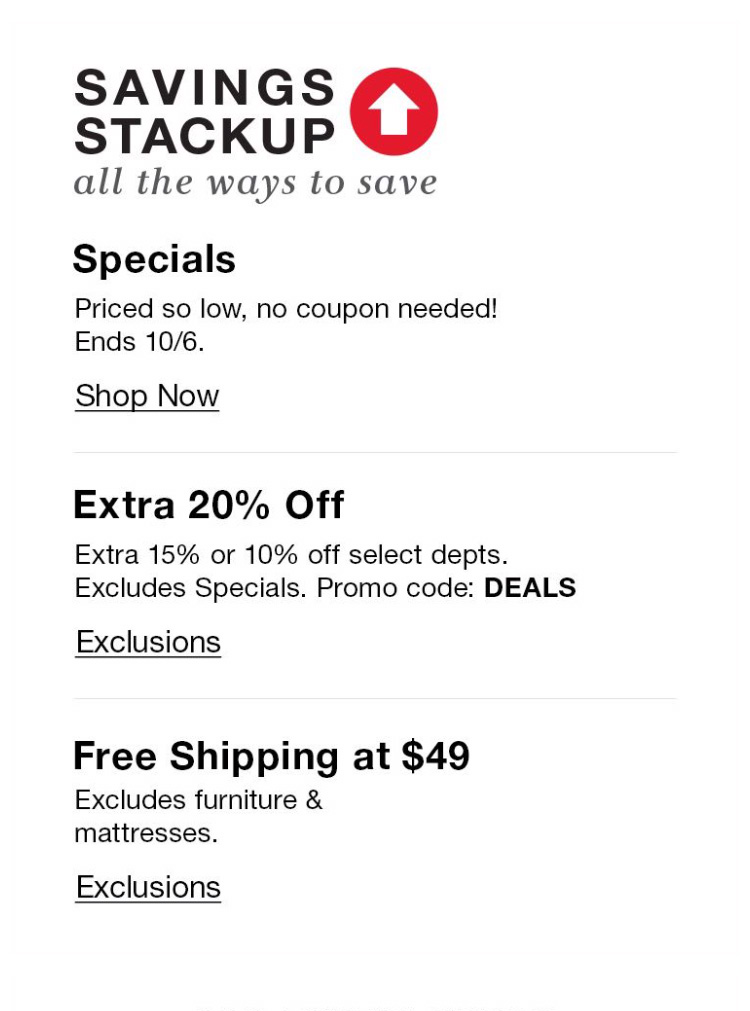 SAVINGS
STACKUP
all the ways to save
Specials
Priced so low, no coupon needed!
Ends 10/6.
Shop Now
Extra 20% Off
Extra 15% or 10% off select depts.
Excludes Specials. Promo code: DEALS
Exclusions
Free Shipping at $49
Excludes furniture &
mattresses.
Exclusions